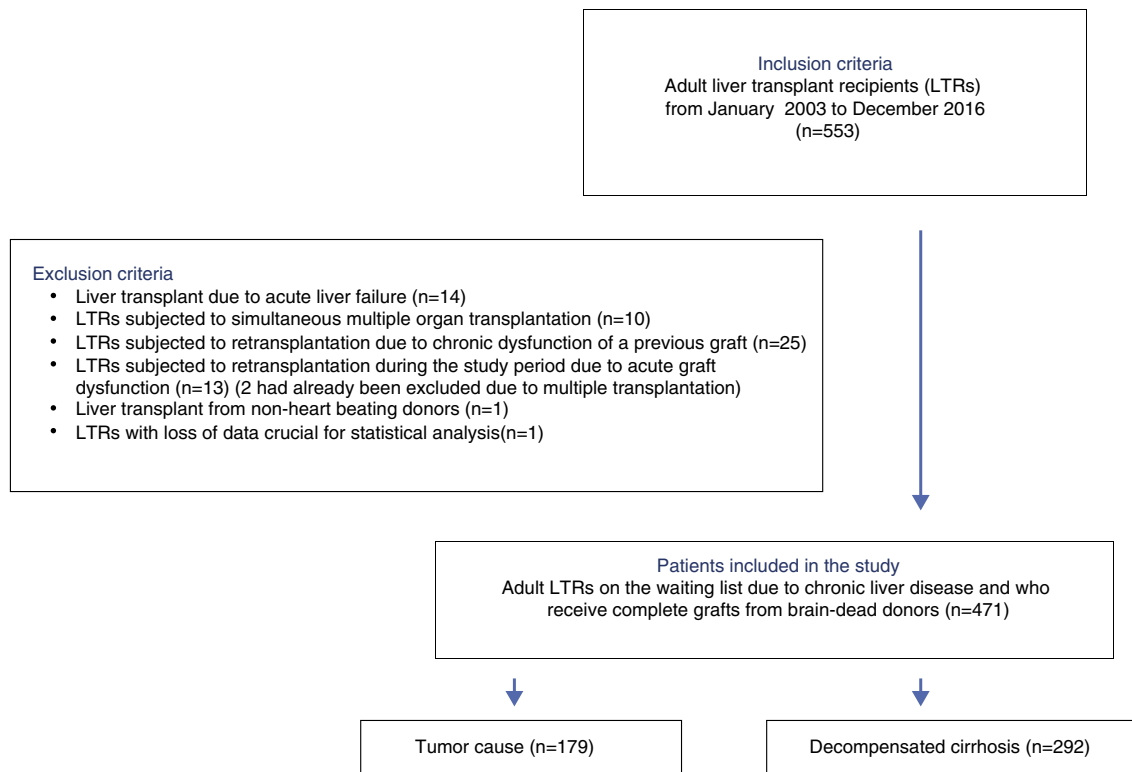 Inclusion criteria
Adult liver transplant recipients (LTRs)
from January 2003 to December 2016
(n=553)
Exclusion criteria
• Liver transplant due to acute liver failure (n=14)
• LTRs subjected to simultaneous multiple organ transplantation (n=10)
• LTRs subjected to retransplantation due to chronic dysfunction of a previous graft (n=25)
• LTRs subjected to retransplantation during the study period due to acute graft
dysfunction (n=13) (2 had already been excluded due to multiple transplantation)
• Liver transplant from non-heart beating donors (n=1)
• LTRs with loss of data crucial for statistical analysis(n=1)
Patients included in the study
Adult LTRs on the waiting list due to chronic liver disease and who
receive complete grafts from brain-dead donors (n=471)
Tumor cause (n=179)
Decompensated cirrhosis (n=292)